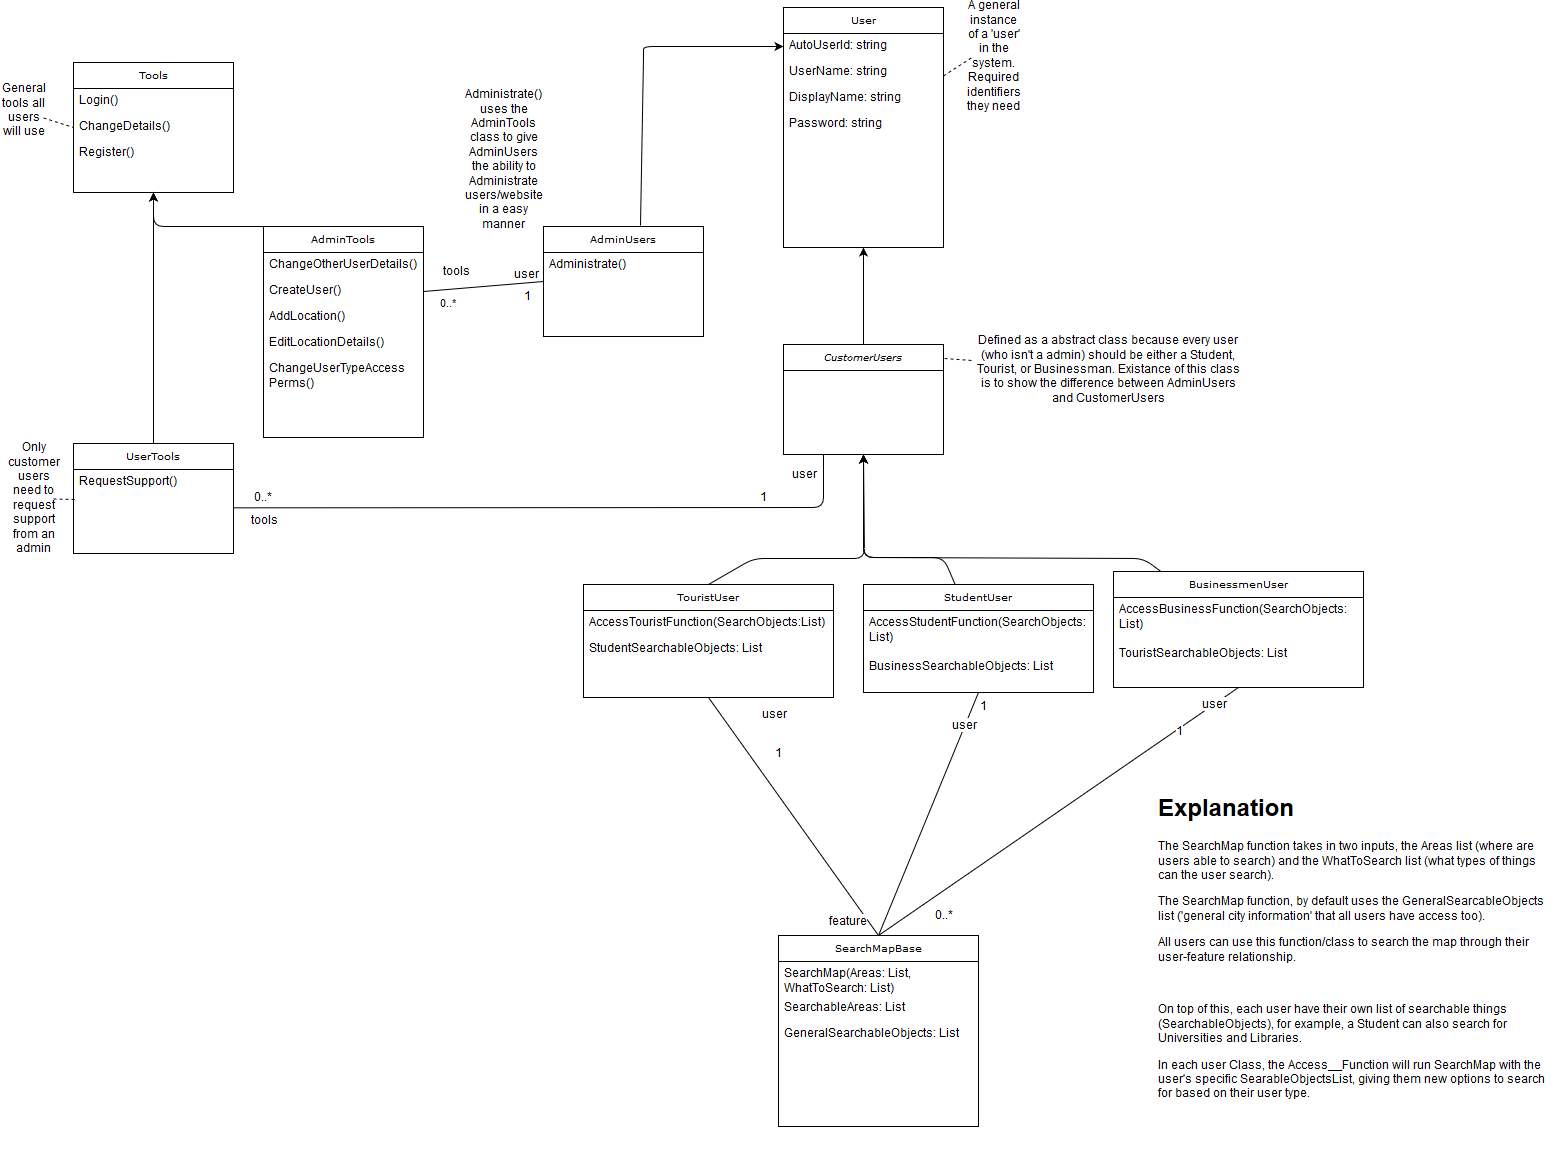 A general
instance
of a 'user'
in the
system.
Required
identifiers
they need
User
AutoUserId: string
UserName: string
DisplayName: string
Password: string
Tools
Login()
ChangeDetails()
Register()
General
tools all
users
will use
Administrate()
uses the
AdminTools
class to give
AdminUsers
the ability to
Administrate
users/website
in a easy
manner
AdminTools
ChangeOtherUserDetails()
CreateUser()
AddLocation()
EditLocationDetails()
ChangeUserTypeAccess
Perms()
tools
0..*
user
1
AdminUsers
Administrate()
CustomerUsers
Defined as a abstract class because every user
(who isn't a admin) should be either a Student,
Tourist, or Businessman. Existance of this class
is to show the difference between AdminUsers
and CustomerUsers
Only
customer
users
need to
request
support
from an
admin
UserTools
RequestSupport()
0..*
tools
user
1
TouristUser
AccessTouristFunction(SearchObjects:List)
StudentSearchableObjects: List
StudentUser
AccessStudentFunction(SearchObjects:
List)
BusinessSearchableObjects: List
BusinessmenUser
AccessBusinessFunction(SearchObjects:
List)
TouristSearchableObjects: List
user
1
1
user
user
1
feature
0..*
SearchMapBase
SearchMap(Areas: List,
WhatToSearch: List)
SearchableAreas: List
GeneralSearchableObjects: List
Explanation
The SearchMap function takes in two inputs, the Areas list (where are
users able to search) and the WhatToSearch list (what types of things
can the user search).
The SearchMap function, by default uses the GeneralSearcableObjects
list ('general city information' that all users have access too).
All users can use this function/class to search the map through their
user-feature relationship.
On top of this, each user have their own list of searchable things
(SearchableObjects), for example, a Student can also search for
Universities and Libraries.
In each user Class, the Access__Function will run SearchMap with the
user's specific SearableObjectsList, giving them new options to search
for based on their user type.